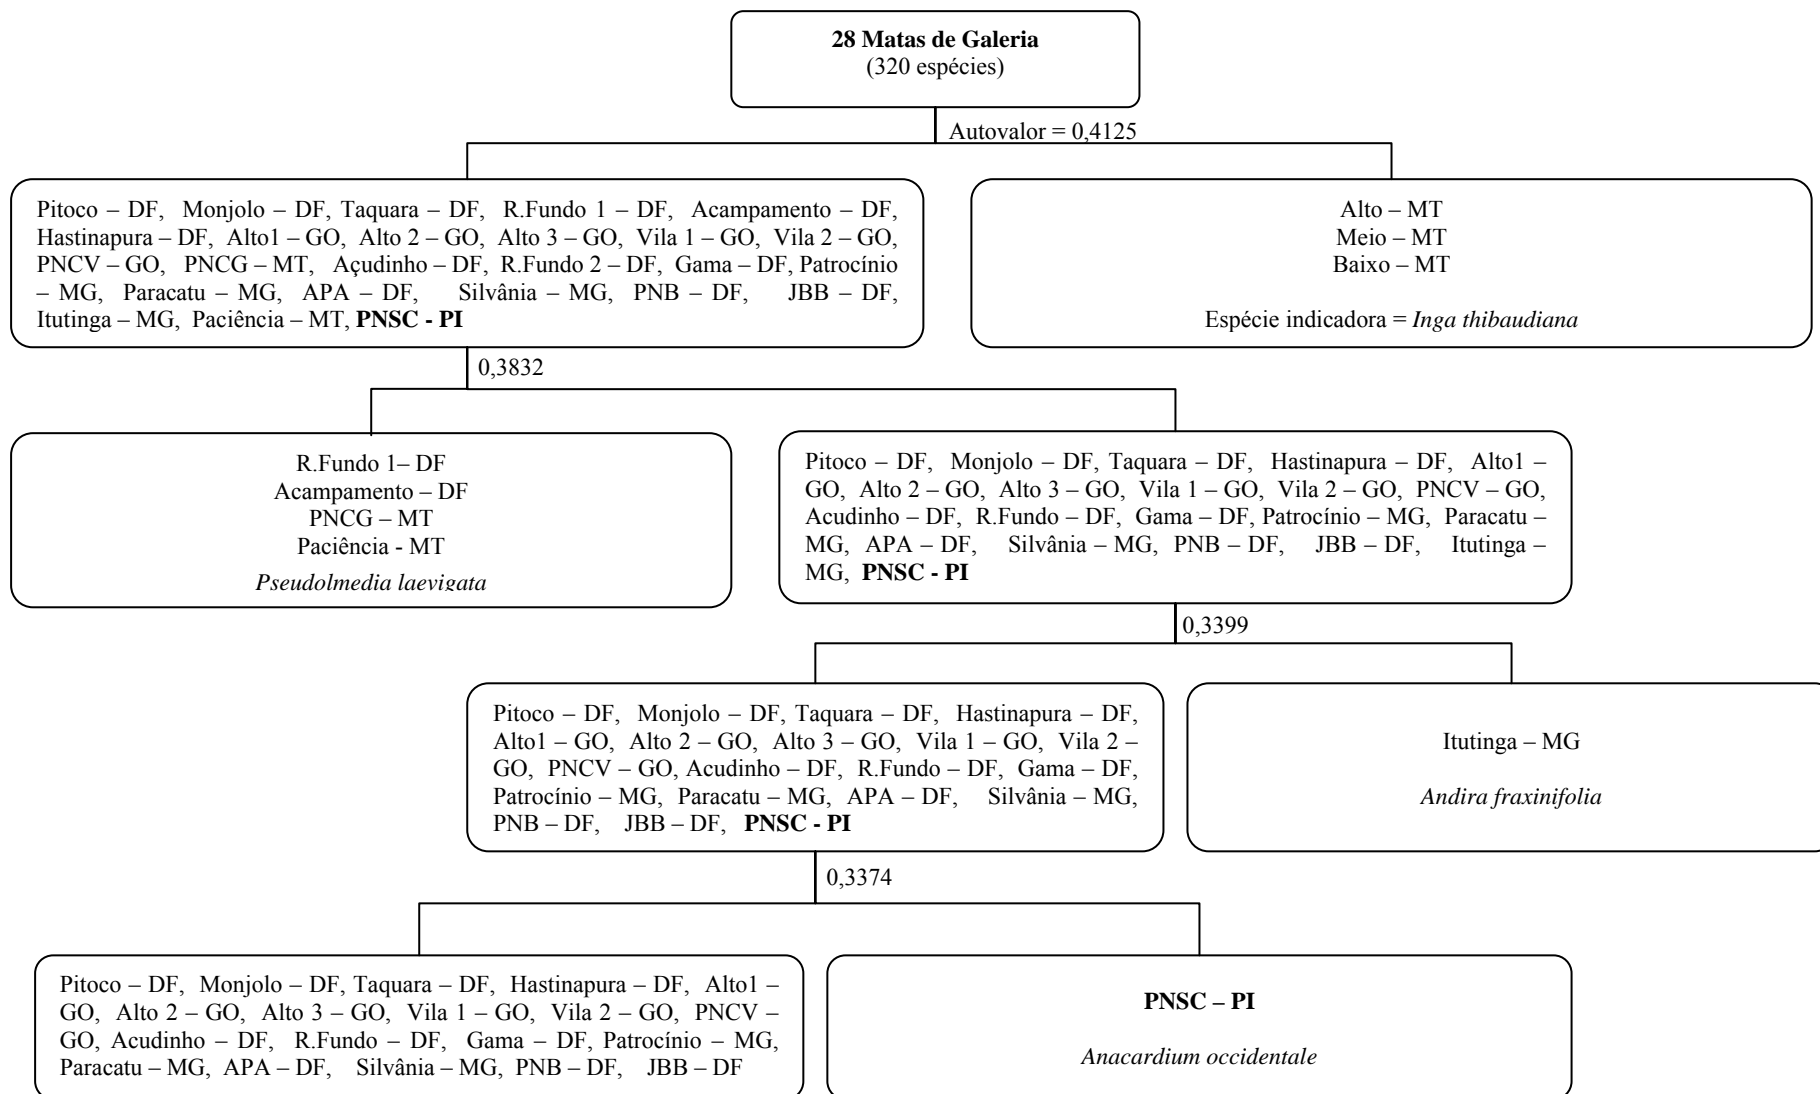 28 Matas de Galeria
(320 espécies)
Autovalor = 0,4125
Pitoco – DF, Monjolo – DF, Taquara – DF, R.Fundo 1 – DF, Acampamento – DF,
Hastinapura – DF, Alto1 – GO, Alto 2 – GO, Alto 3 – GO, Vila 1 – GO, Vila 2 – GO,
PNCV – GO, PNCG – MT, Açudinho – DF, R.Fundo 2 – DF, Gama – DF, Patrocínio
– MG, Paracatu – MG, APA – DF, Silvânia – MG, PNB – DF, JBB – DF,
Itutinga – MG, Paciência – MT, PNSC - PI
Alto – MT
Meio – MT
Baixo – MT
Espécie indicadora = Inga thibaudiana
0,3832
R.Fundo 1– DF
Acampamento – DF
PNCG – MT
Paciência - MT
Pseudolmedia laevigata
Pitoco – DF, Monjolo – DF, Taquara – DF, Hastinapura – DF, Alto1 –
GO, Alto 2 – GO, Alto 3 – GO, Vila 1 – GO, Vila 2 – GO, PNCV – GO,
Acudinho – DF, R.Fundo – DF, Gama – DF, Patrocínio – MG, Paracatu –
MG, APA – DF, Silvânia – MG, PNB – DF, JBB – DF, Itutinga –
MG, PNSC - PI
0,3399
Pitoco – DF, Monjolo – DF, Taquara – DF, Hastinapura – DF,
Alto1 – GO, Alto 2 – GO, Alto 3 – GO, Vila 1 – GO, Vila 2 –
GO, PNCV – GO, Acudinho – DF, R.Fundo – DF, Gama – DF,
Patrocínio – MG, Paracatu – MG, APA – DF, Silvânia – MG,
PNB – DF, JBB – DF, PNSC - PI
Itutinga – MG
Andira fraxinifolia
0,3374
Pitoco – DF, Monjolo – DF, Taquara – DF, Hastinapura – DF, Alto1 –
GO, Alto 2 – GO, Alto 3 – GO, Vila 1 – GO, Vila 2 – GO, PNCV –
GO, Acudinho – DF, R.Fundo – DF, Gama – DF, Patrocínio – MG,
Paracatu – MG, APA – DF, Silvânia – MG, PNB – DF, JBB – DF
PNSC – PI
Anacardium occidentale